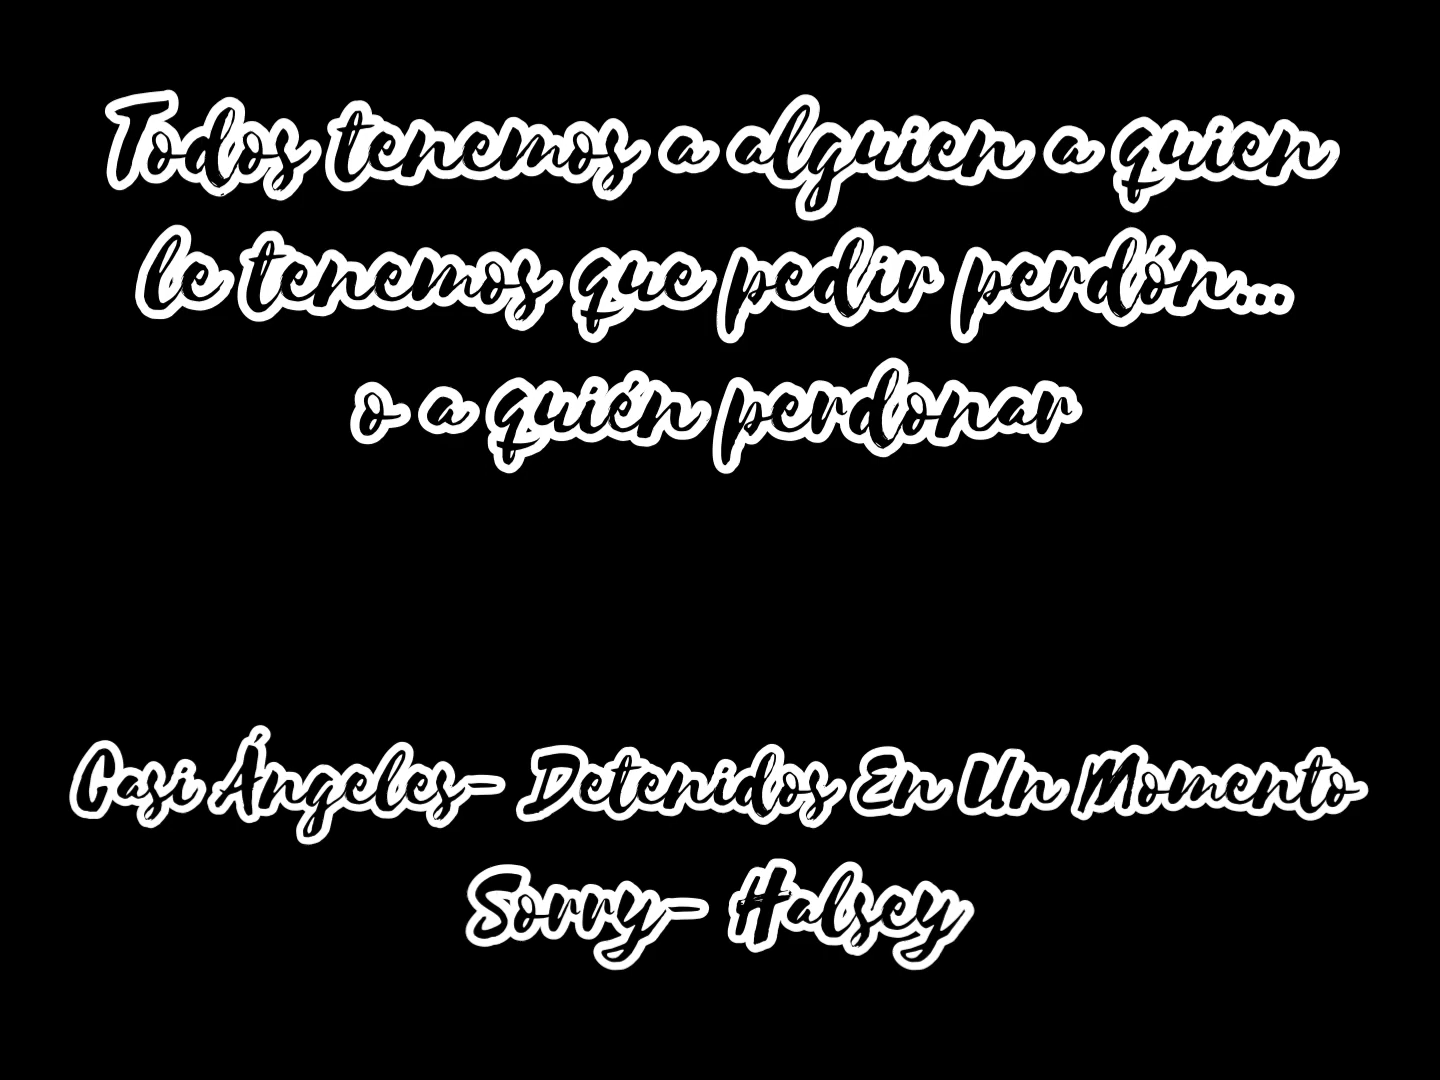 Todos tenemos a alguien a quien
le tenemos que pedir perdón...
o a quién perdonar
Casi Ángeles- Detenidos En Un Momento
Sorry- Halsey